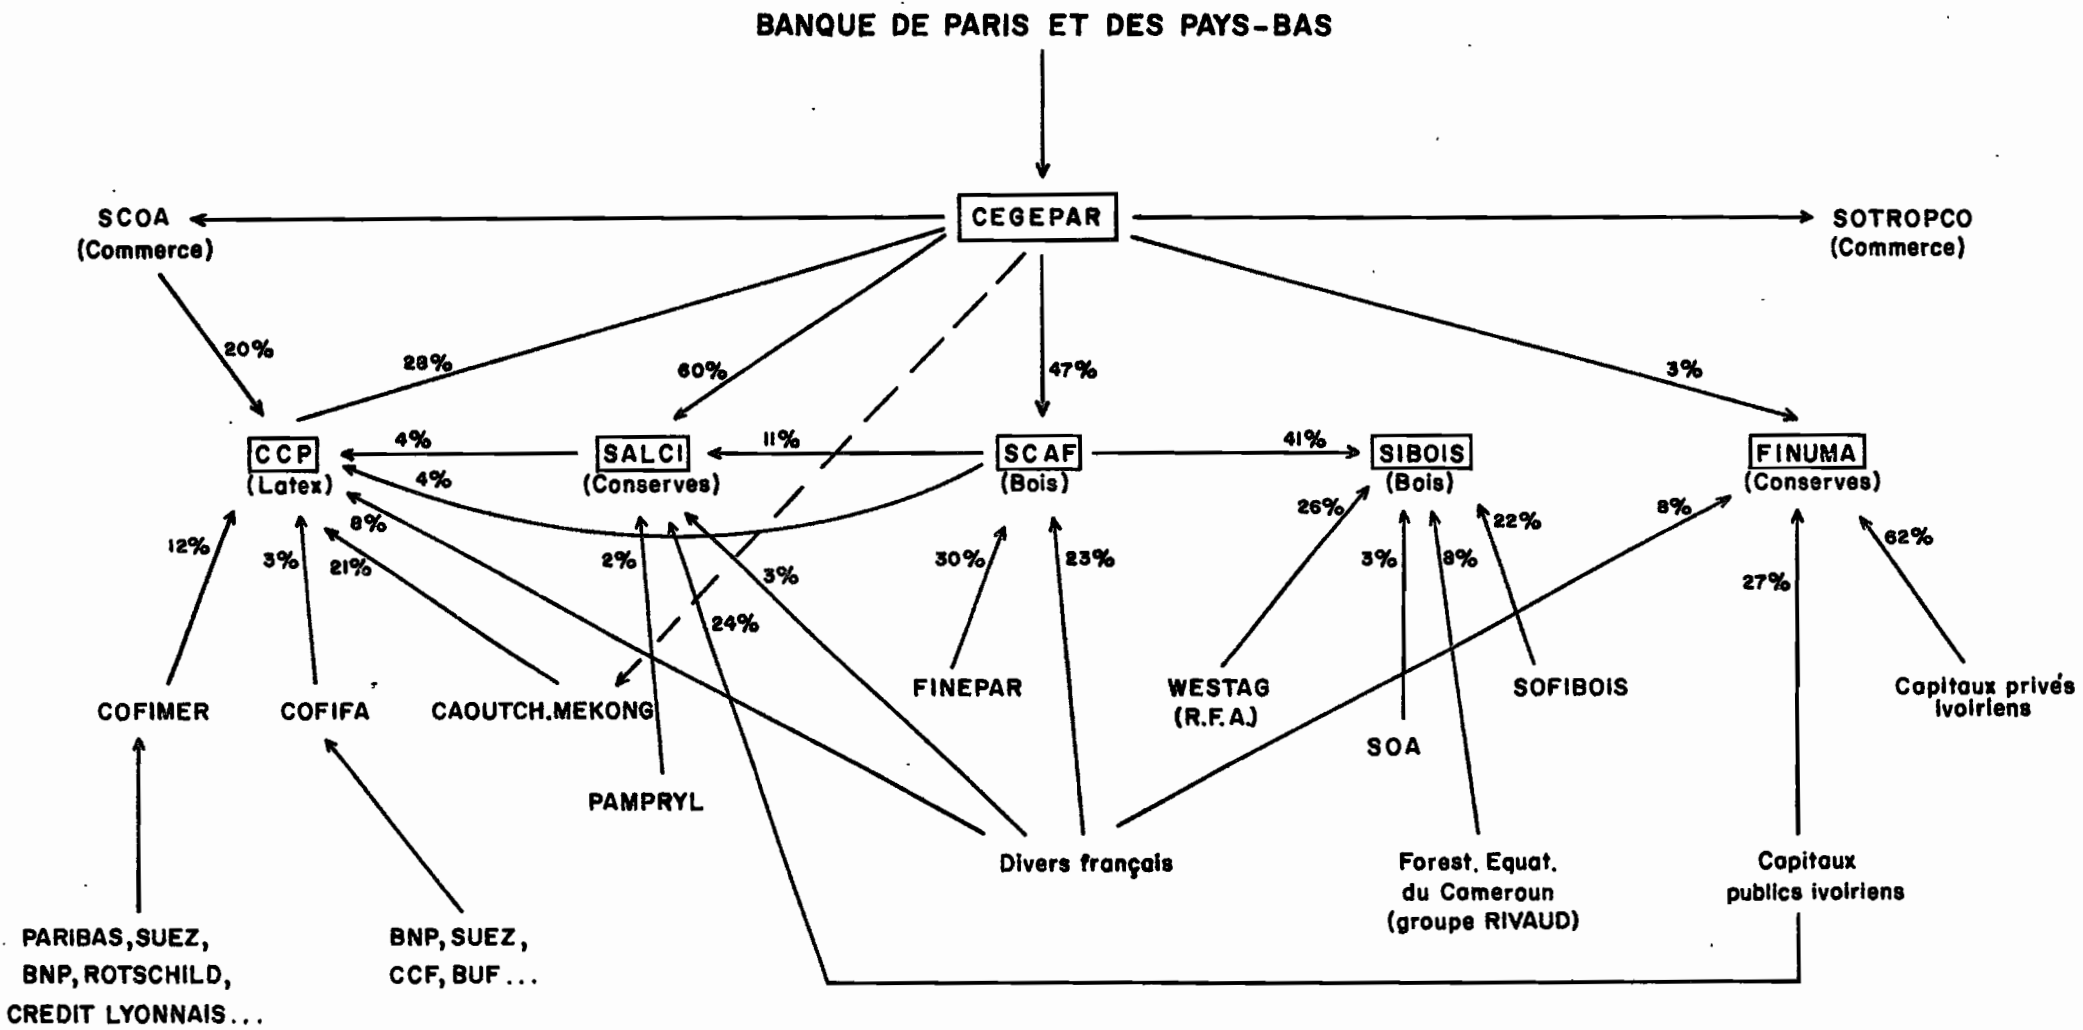 BANQUE DE PARIS ET DES PAYS-BAS
SCOA
(Commerce)
CEGEPAR
SOTROPCO
(Commerce)
20%
28%
60%
47%
3%
CCP
(Latex)
4%
4%
SALCI
(Conserves)
11%
SCAF
(Bois)
41%
SIBOIS
(Bois)
FINUMA
(Conserves)
12%
3%
8%
21%
2%
24%
3%
30%
23%
26%
3%
8%
22%
8%
27%
62%
COFIMER
COFIFA
CAOUTCH.MEKONG
FINEPAR
WESTAG
(R.F.A.)
SOFIBOIS
Capitaux privés
ivoiriens
SOA
PAMPRYL
Divers français
Forest. Equat.
du Cameroun
(groupe RIVAUD)
Capitaux
publics ivoiriens
PARIBAS, SUEZ,
BNP, ROTSCHILD,
CREDIT LYONNAIS...
BNP, SUEZ,
CCF, BUF...